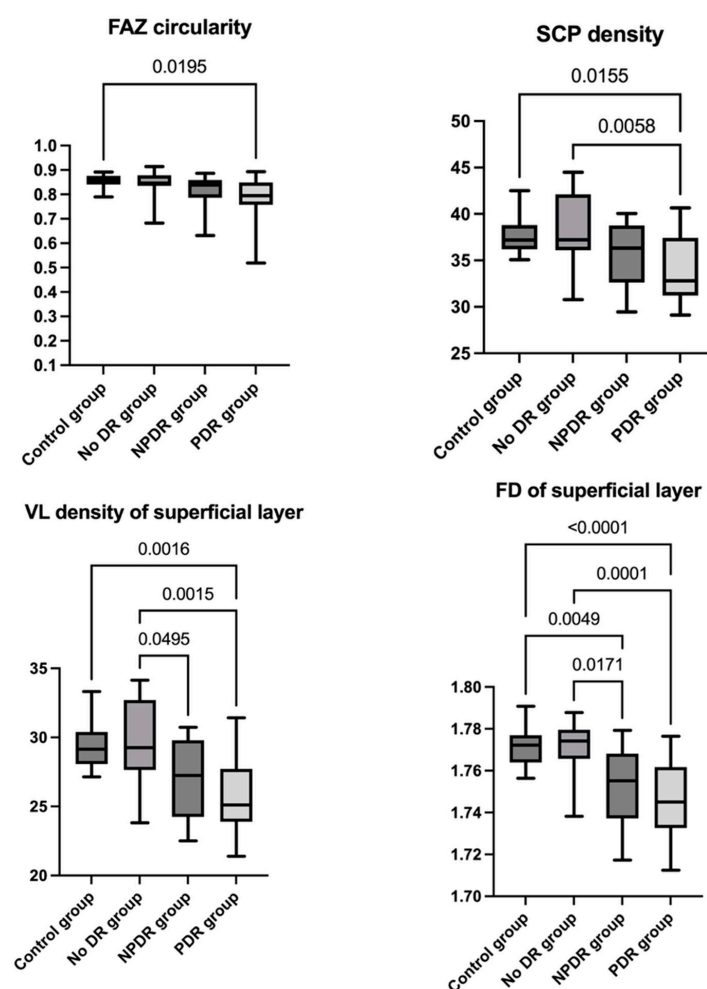 FAZ circularity
0.0195
1.0
0.9
0.8
0.7
0.6
0.5
0.4
0.3
0.2
0.1
Control group
No DR group
NPDR group
PDR group
SCP density
0.0155
0.0058
50
45
40
35
30
25
Control group
No DR group
NPDR group
PDR group
VL density of superficial layer
0.0016
0.0015
0.0495
35
30
25
20
Control group
No DR group
NPDR group
PDR group
FD of superficial layer
<0.0001
0.0001
0.0049
0.0171
1.80
1.78
1.76
1.74
1.72
1.70
Control group
No DR group
NPDR group
PDR group